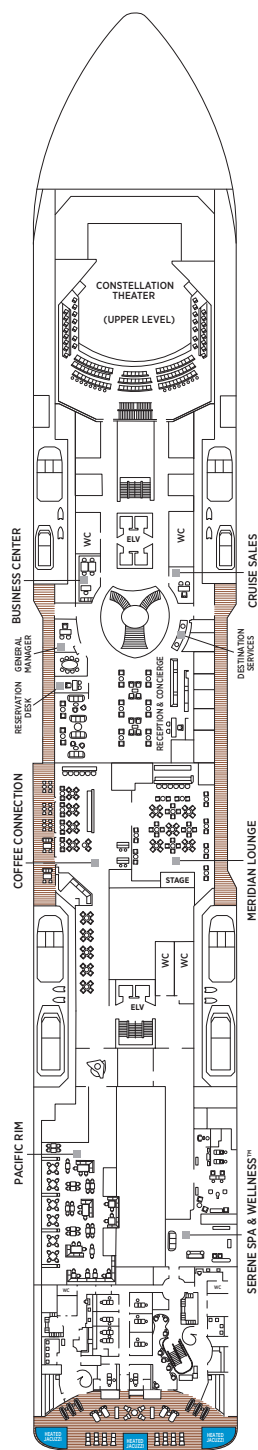 CONSTELLATION
THEATER
(UPPER LEVEL)
BUSINESS CENTER
WC
ELV
WC
CRUISE SALES
GENERAL
MANAGER
RESERVATION
DESK
RECEPTION & CONCIERGE
DESTINATION
SERVICES
COFFEE CONNECTION
MERIDIAN LOUNGE
STAGE
WC
WC
ELV
PACIFIC RIM
SERENE SPA & WELLNESS™
WC
WC
HEATED
JACUZZI
HEATED
JACUZZI
HEATED
JACUZZI